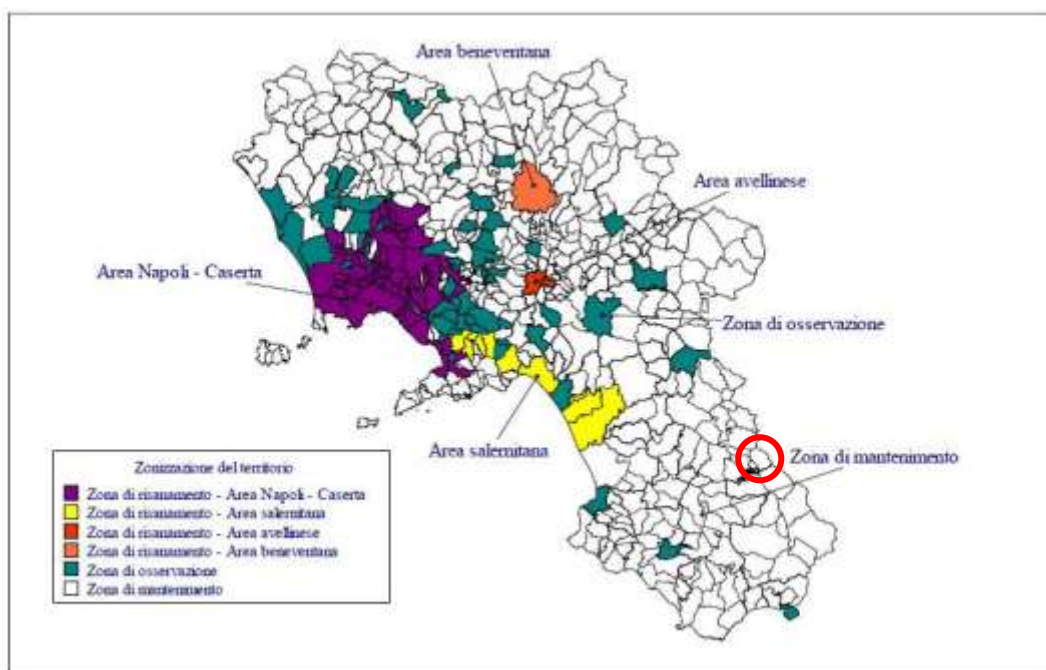 Area beneventana
Area avellinese
Area Napoli - Caserta
Zona di osservazione
Area salernitana
Zona di mantenimento
Zonizzazione del territorio
Zona di risanamento - Area Napoli - Caserta
Zona di risanamento - Area salernitana
Zona di risanamento - Area avellinese
Zona di risanamento - Area beneventana
Zona di osservazione
Zona di mantenimento